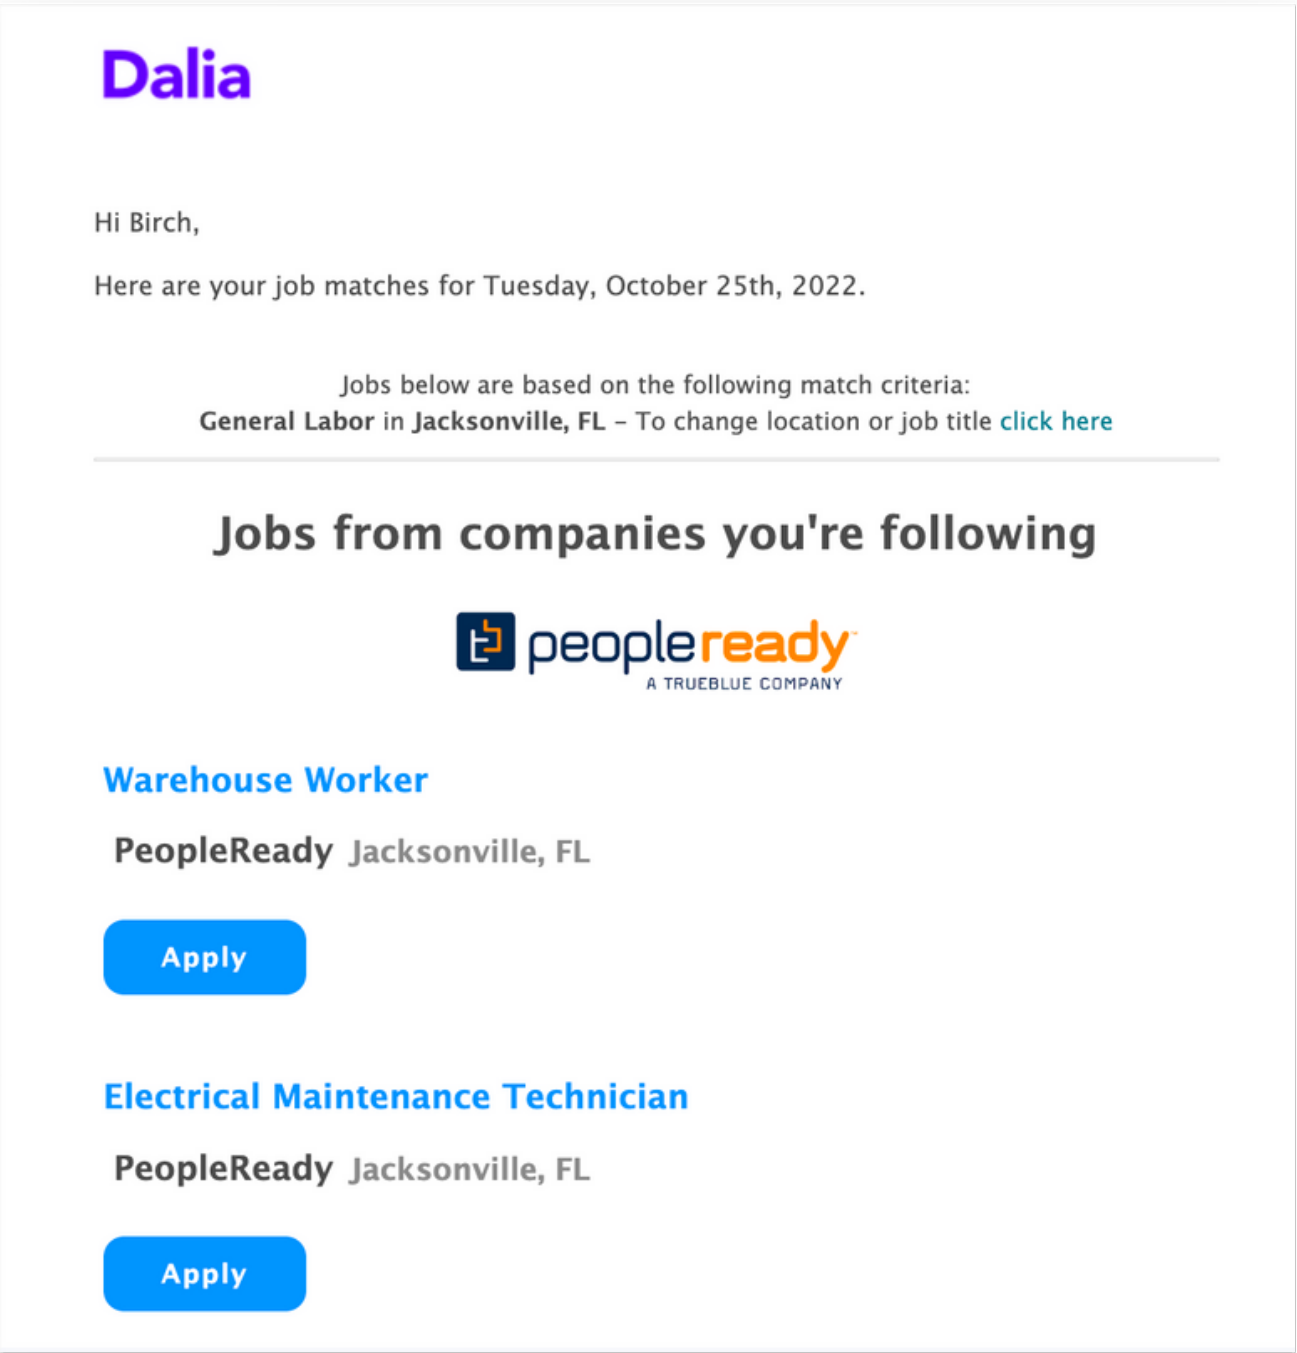 Dalia
Hi Birch,
Here are your job matches for Tuesday, October 25th, 2022.
Jobs below are based on the following match criteria:
General Labor in Jacksonville, FL – To change location or job title click here
Jobs from companies you're following
peopleready™
A TRUEBLUE COMPANY
Warehouse Worker
PeopleReady Jacksonville, FL
Apply
Electrical Maintenance Technician
PeopleReady Jacksonville, FL
Apply